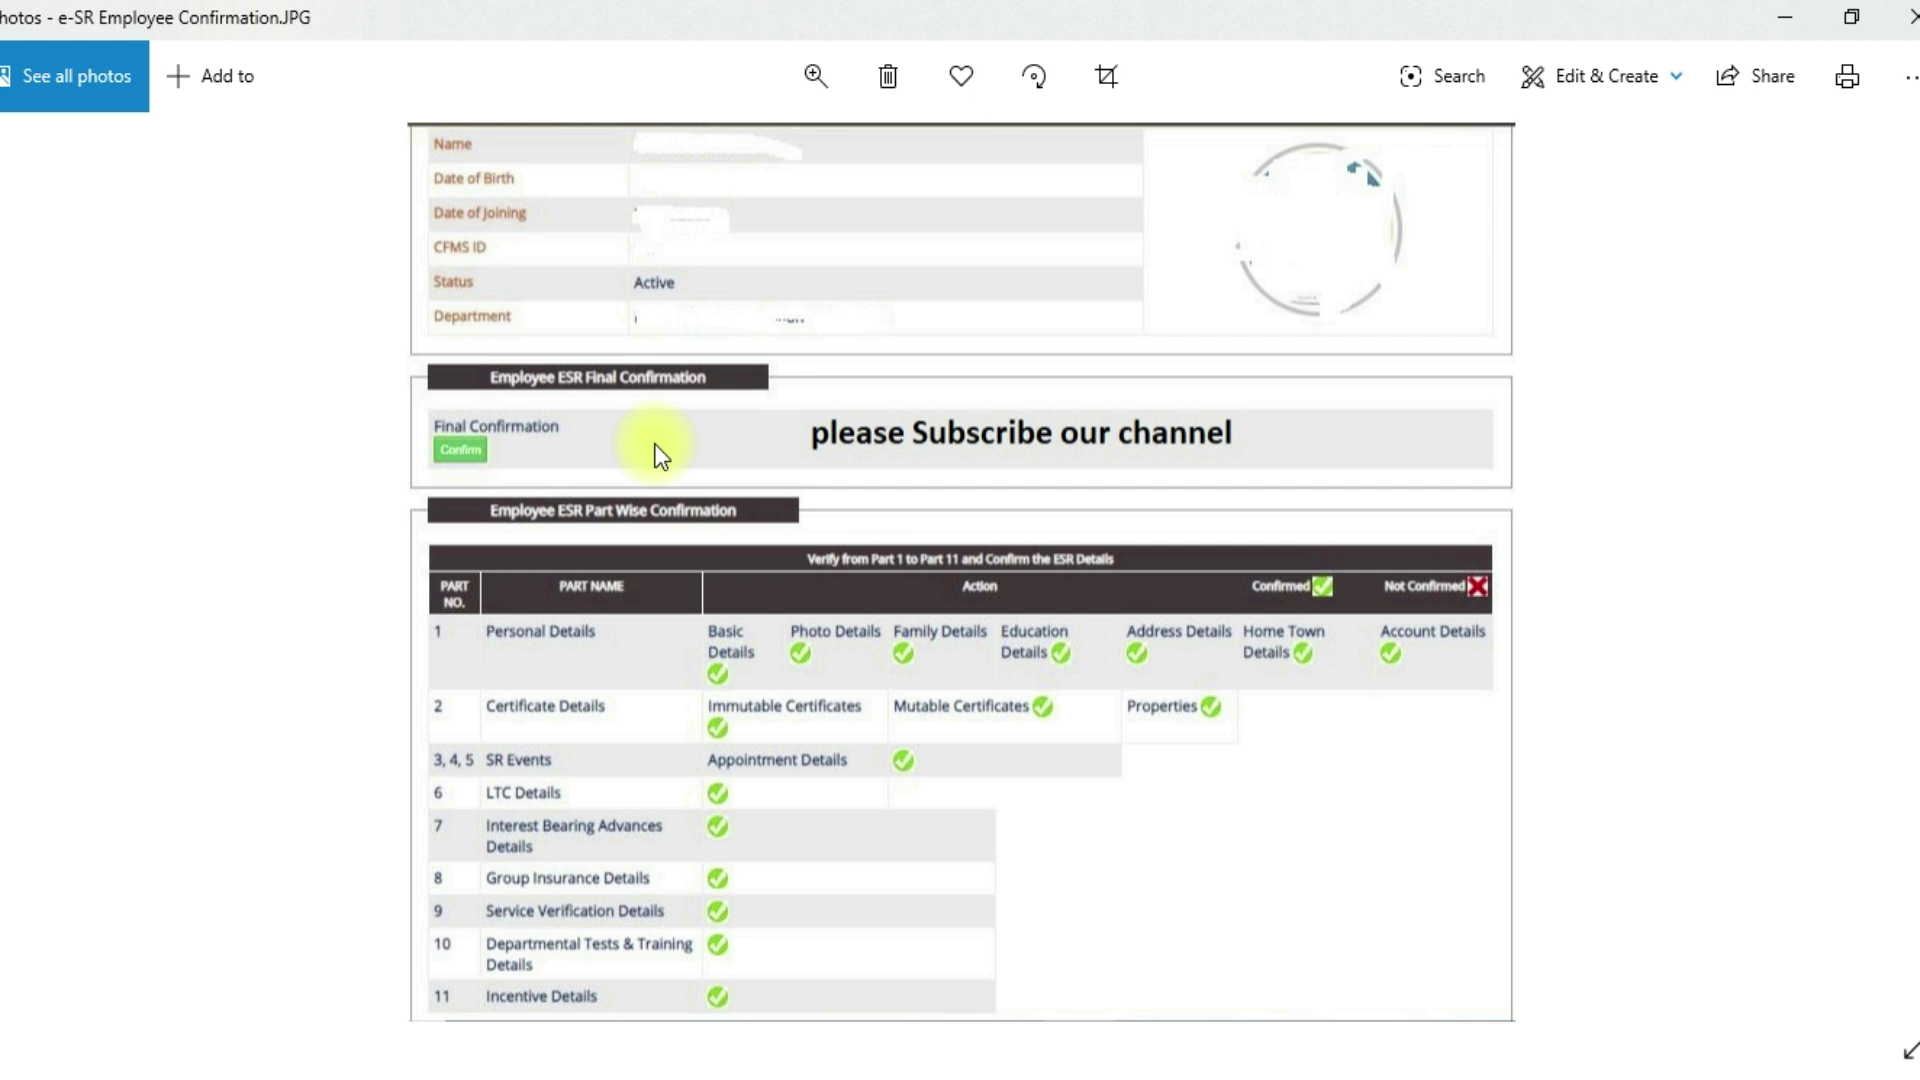 hotos - e-SR Employee Confirmation.JPG
See all photos
Add to
Search
Edit & Create
Share
Name
Date of Birth
Date of Joining
CFMS ID
Status Active
Department
Employee ESR Final Confirmation
Final Confirmation
Confirm
please Subscribe our channel
Employee ESR Part Wise Confirmation
Verify from Part 1 to Part 11 and Confirm the ESR Details
PART NO. PART NAME Action Confirmed Not Confirmed
1 Personal Details Basic Details Photo Details Family Details Education Details Address Details Home Town Details Account Details
2 Certificate Details Immutable Certificates Mutable Certificates Properties
3, 4, 5 SR Events Appointment Details
6 LTC Details
7 Interest Bearing Advances Details
8 Group Insurance Details
9 Service Verification Details
10 Departmental Tests & Training Details
11 Incentive Details